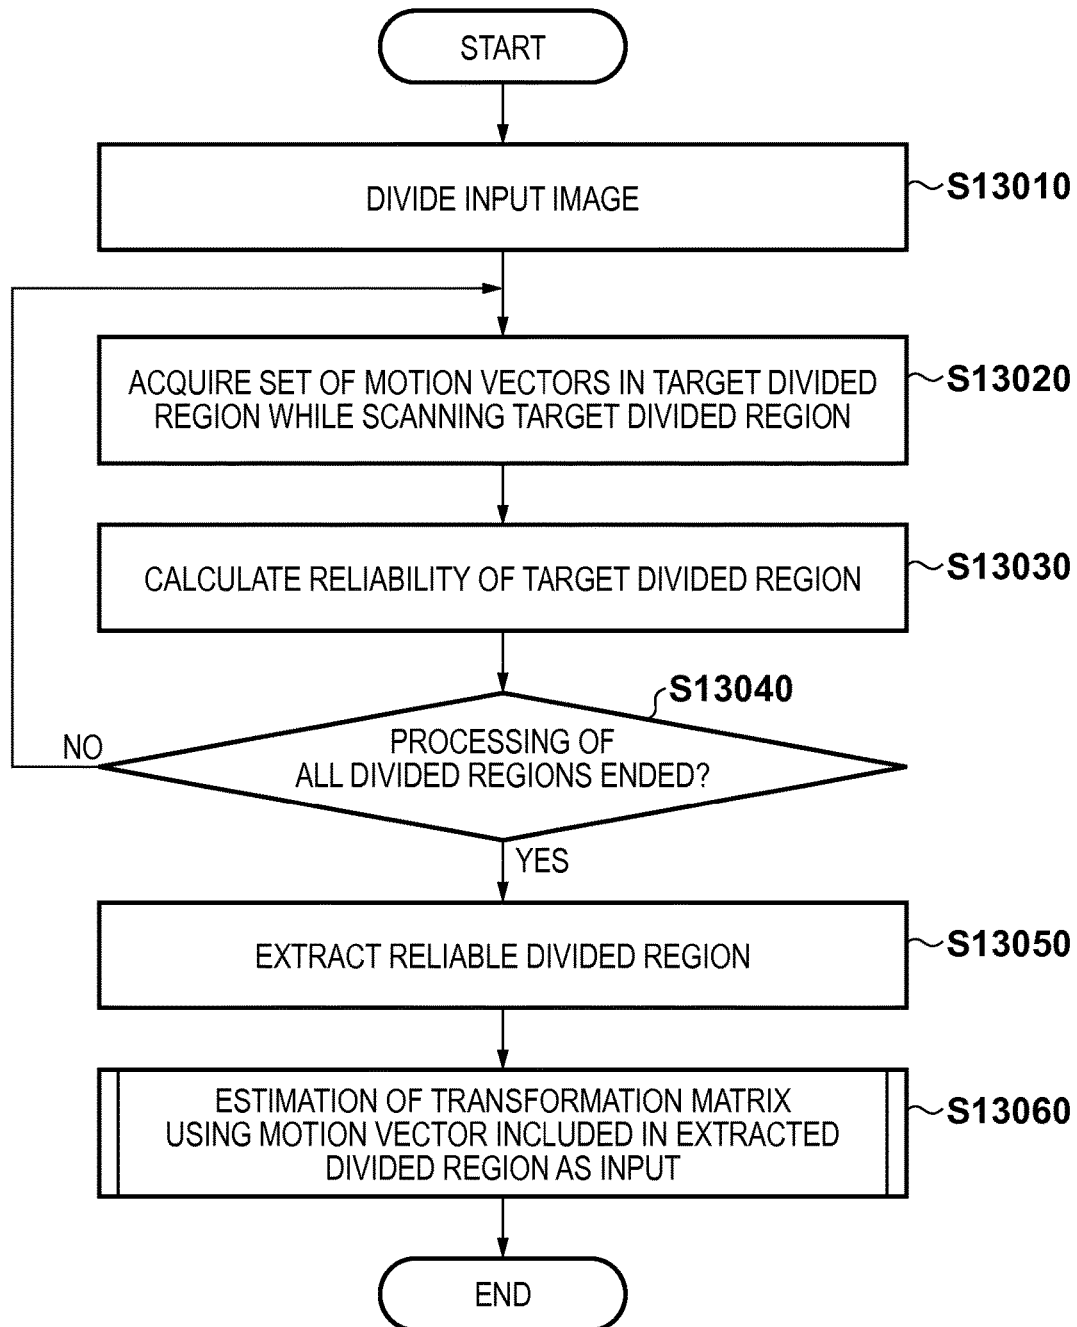 START
DIVIDE INPUT IMAGE
S13010
ACQUIRE SET OF MOTION VECTORS IN TARGET DIVIDED
REGION WHILE SCANNING TARGET DIVIDED REGION
S13020
CALCULATE RELIABILITY OF TARGET DIVIDED REGION
S13030
S13040
PROCESSING OF
ALL DIVIDED REGIONS ENDED?
NO
YES
EXTRACT RELIABLE DIVIDED REGION
S13050
ESTIMATION OF TRANSFORMATION MATRIX
USING MOTION VECTOR INCLUDED IN EXTRACTED
DIVIDED REGION AS INPUT
S13060
END